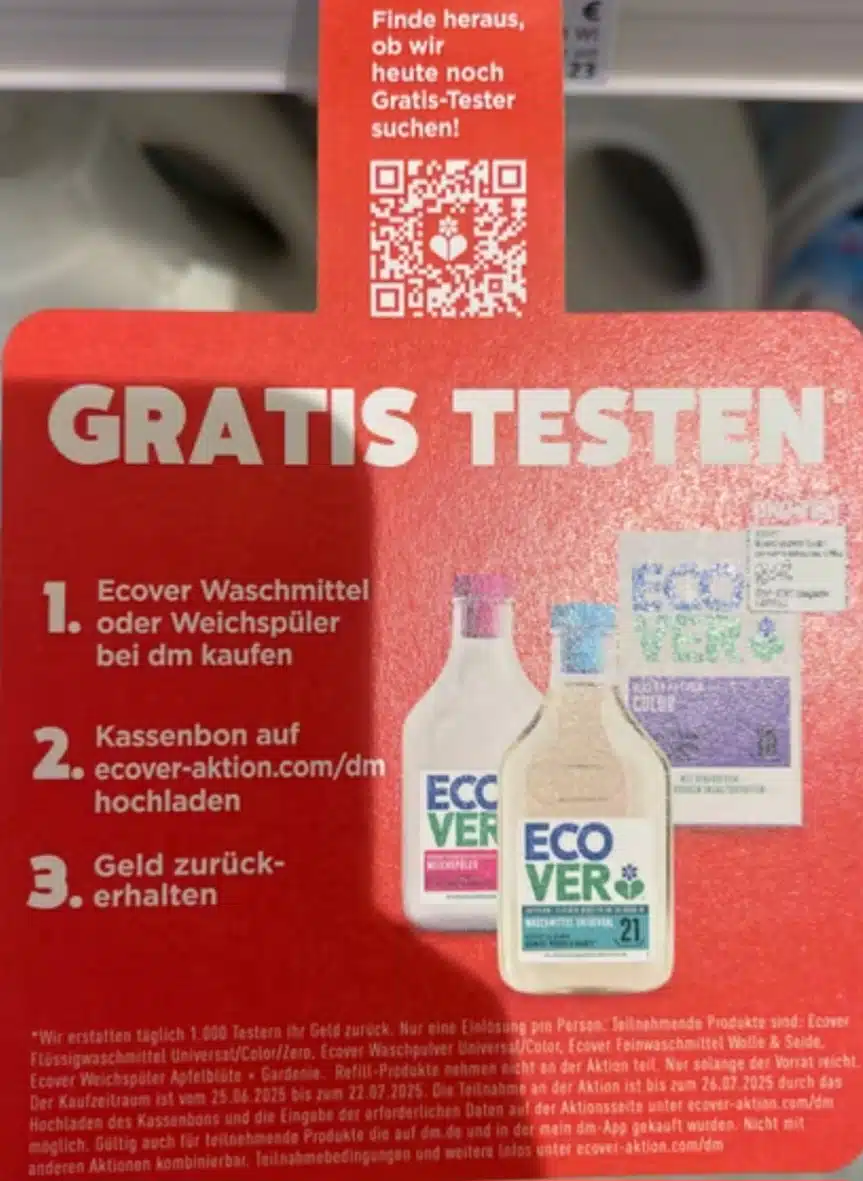 €
23
Finde heraus,
ob wir
heute noch
Gratis-Tester
suchen!
GRATIS TESTEN*
1. Ecover Waschmittel
oder Weichspüler
bei dm kaufen
2. Kassenbon auf
ecover-aktion.com/dm
hochladen
3. Geld zurück-
erhalten
ECO
VER
COLOR
ECO
VER
WEICHSPÜLER
ECO
VER
WASCHMITTEL UNIVERSAL
21
*Wir erstatten täglich 1.000 Testern ihr Geld zurück. Nur eine Einlösung pro Person. Teilnehmende Produkte sind: Ecover
Flüssigwaschmittel Universal/Color/Zero, Ecover Waschpulver Universal/Color, Ecover Feinwaschmittel Wolle & Seide,
Ecover Weichspüler Apfelblüte + Gardenie. Refill-Produkte nehmen nicht an der Aktion teil. Nur solange der Vorrat reicht.
Der Kaufzeitraum ist vom 25.06.2025 bis zum 22.07.2025. Die Teilnahme an der Aktion ist bis zum 26.07.2025 durch das
Hochladen des Kassenbons und die Eingabe der erforderlichen Daten auf der Aktionsseite unter ecover-aktion.com/dm
möglich. Gültig auch für teilnehmende Produkte die auf dm.de und in der mein dm-App gekauft wurden. Nicht mit
anderen Aktionen kombinierbar. Teilnahmebedingungen und weitere Infos unter ecover-aktion.com/dm